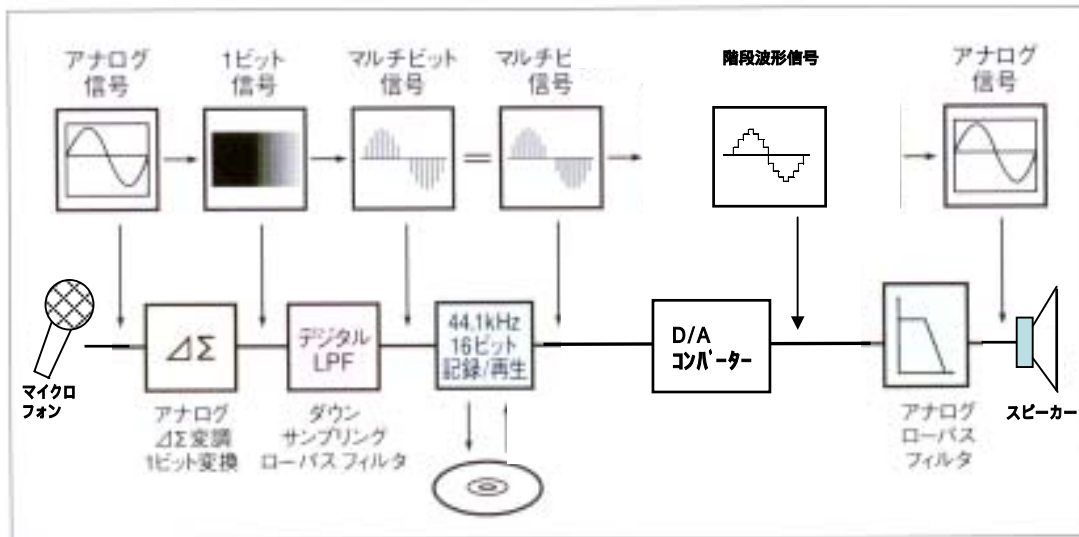 アナログ
信号
1ビット
信号
マルチビット
信号
マルチビ
信号
階段波形信号
アナログ
信号
マイクロ
フォン
ΔΣ
アナログ
ΔΣ変調
1ビット変換
デジタル
LPF
ダウン
サンプリング
ローパスフィルタ
44.1kHz
16ビット
記録/再生
D/A
コンバーター
アナログ
ローパス
フィルタ
スピーカー